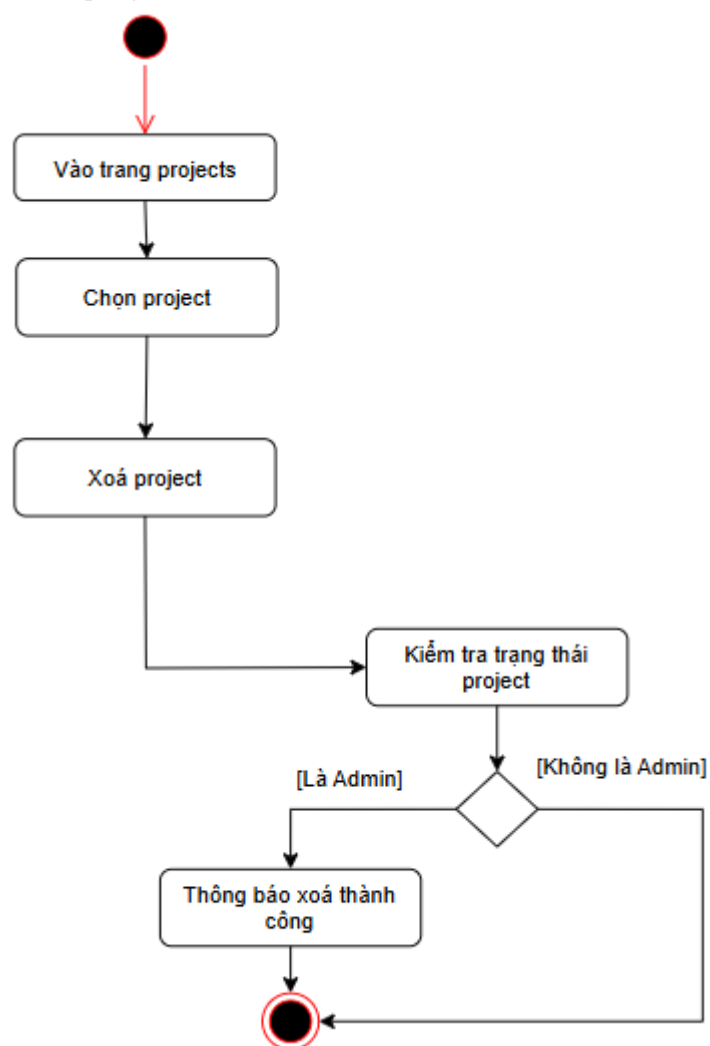 Vào trang projects
Chọn project
Xoá project
Kiểm tra trạng thái
project
[Là Admin]
[Không là Admin]
Thông báo xoá thành
công